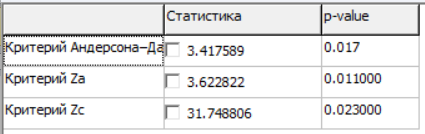 Статистика p-value
Критерий Андерсона–Да 3.417589 0.017
Критерий Za 3.622822 0.011000
Критерий Zc 31.748806 0.023000